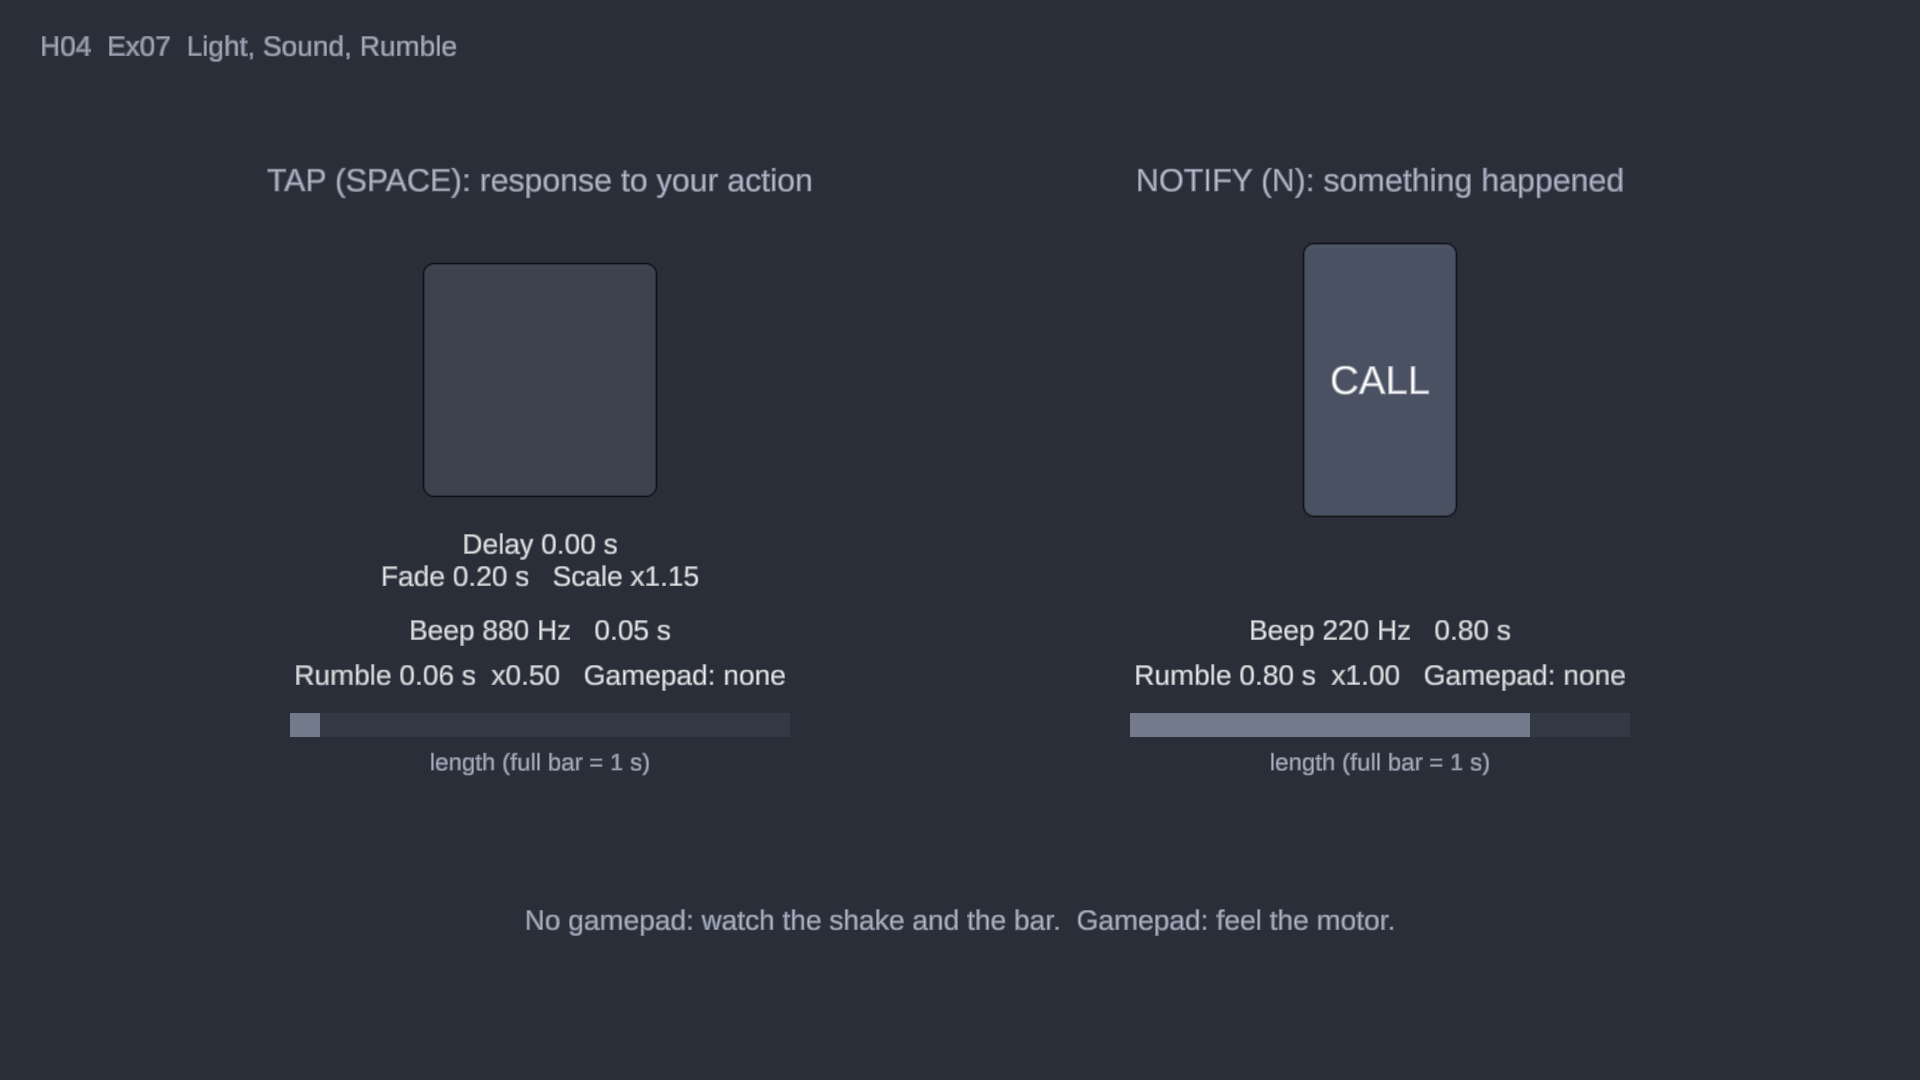 H04  Ex07  Light, Sound, Rumble
TAP (SPACE): response to your action
Delay 0.00 s
Fade 0.20 s   Scale x1.15
Beep 880 Hz   0.05 s
Rumble 0.06 s  x0.50   Gamepad: none
length (full bar = 1 s)
NOTIFY (N): something happened
CALL
Beep 220 Hz   0.80 s
Rumble 0.80 s  x1.00   Gamepad: none
length (full bar = 1 s)
No gamepad: watch the shake and the bar.  Gamepad: feel the motor.